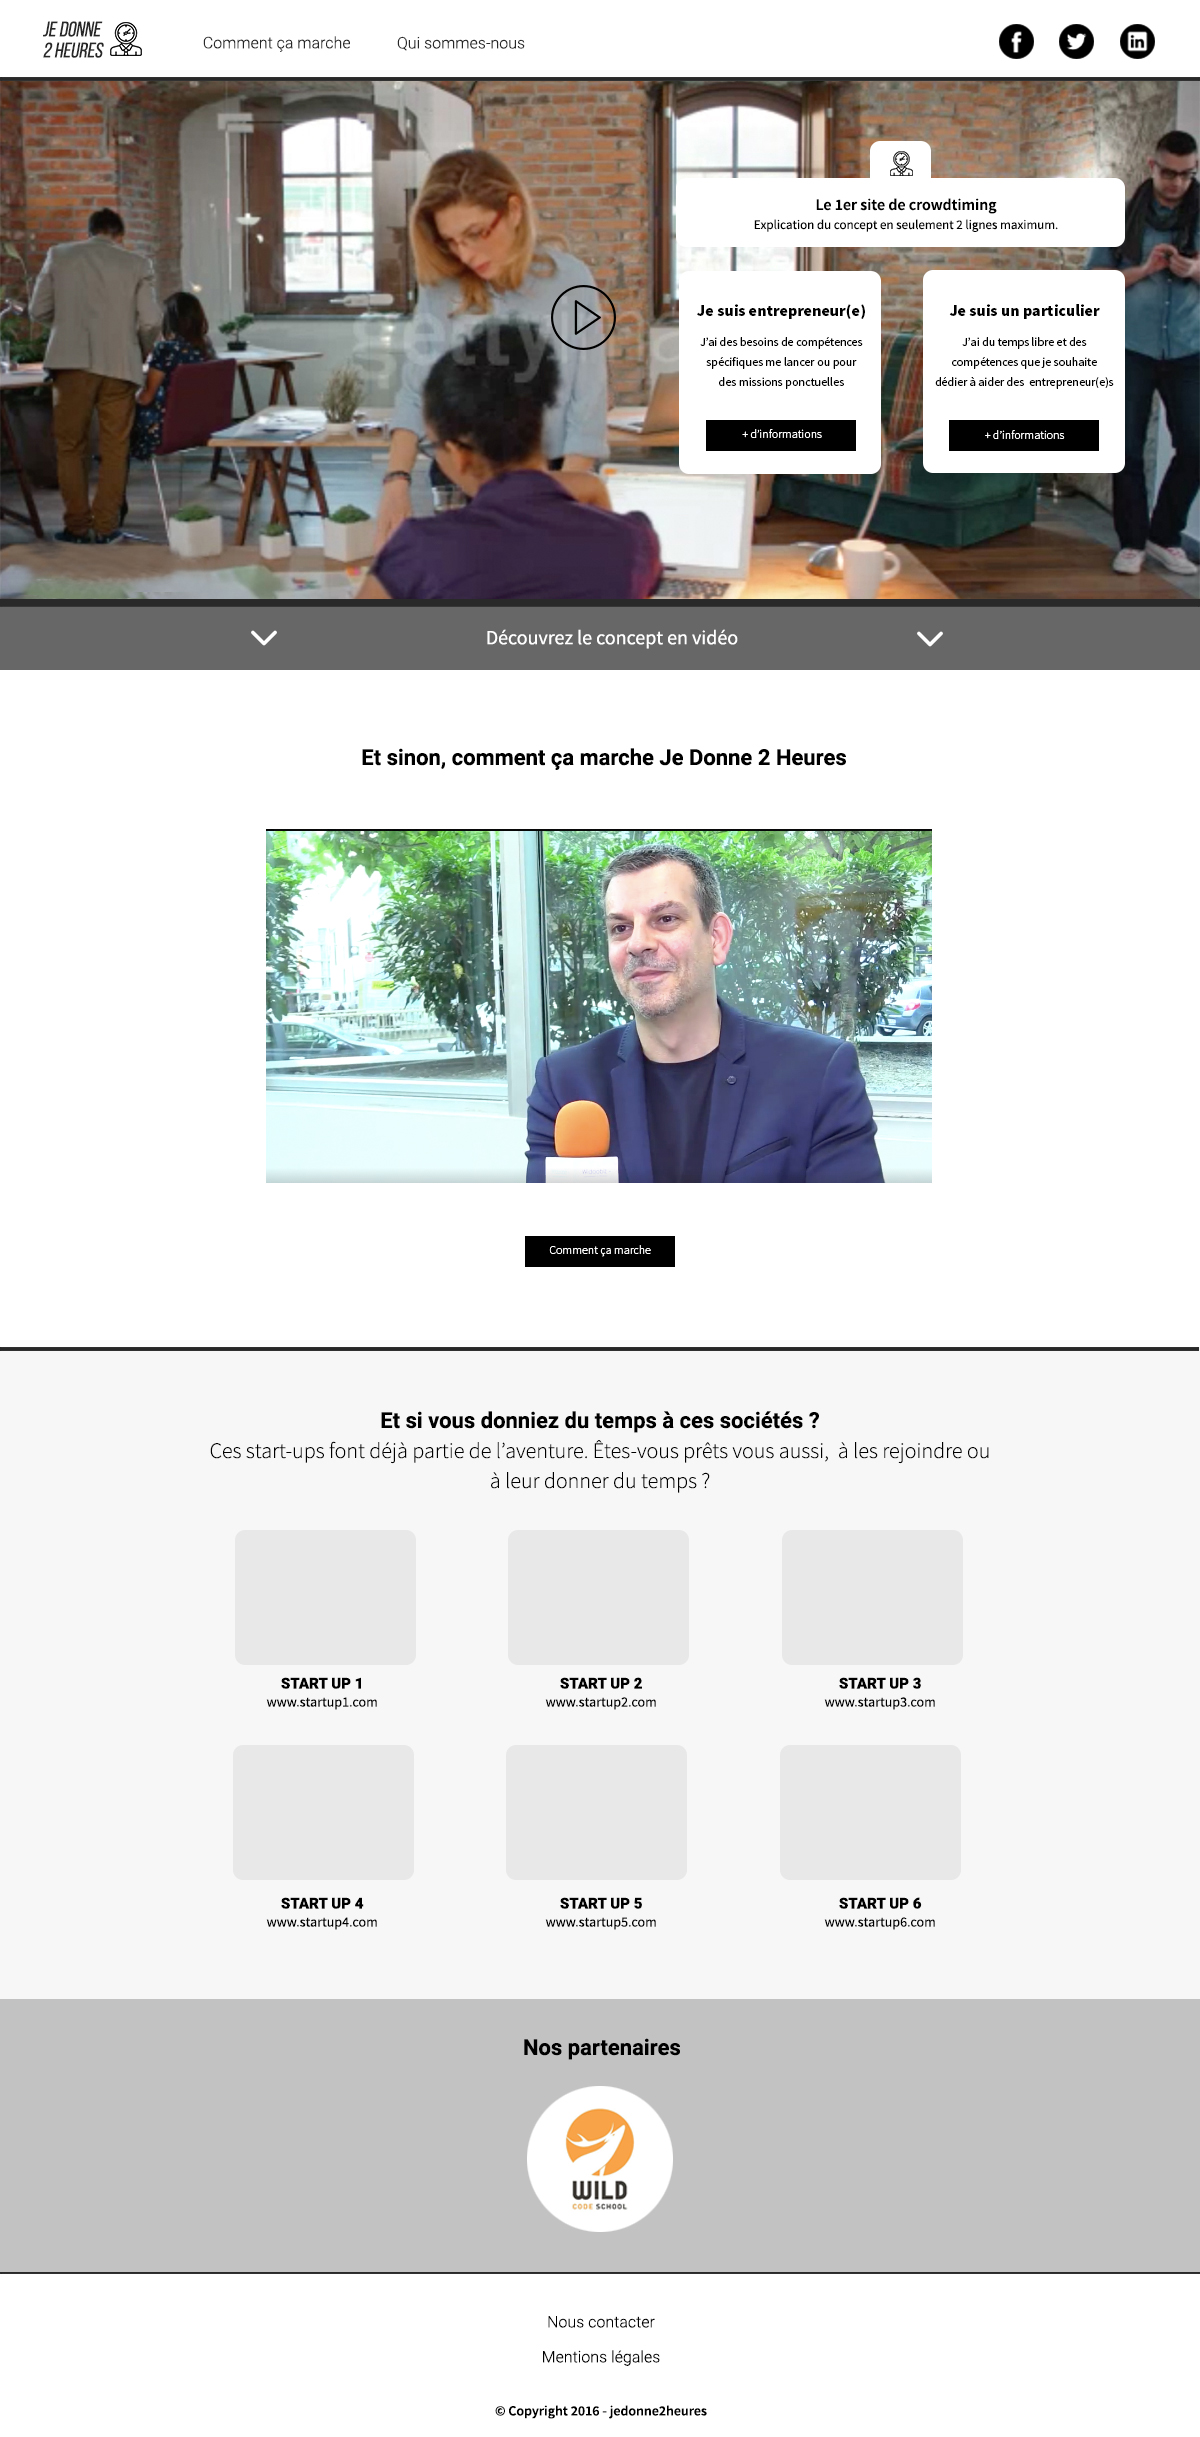 JE DONNE
2 HEURES
Comment ça marche
Qui sommes-nous
Le 1er site de crowdtiming
Explication du concept en seulement 2 lignes maximum.
Je suis entrepreneur(e)
J'ai des besoins de compétences
spécifiques me lancer ou pour
des missions ponctuelles
+ d'informations
Je suis un particulier
J'ai du temps libre et des
compétences que je souhaite
dédier à aider des entrepreneur(e)s
+ d'informations
Découvrez le concept en vidéo
Et sinon, comment ça marche Je Donne 2 Heures
Comment ça marche
Et si vous donniez du temps à ces sociétés ?
Ces start-ups font déjà partie de l'aventure. Êtes-vous prêts vous aussi, à les rejoindre ou
à leur donner du temps ?
START UP 1
www.startup1.com
START UP 2
www.startup2.com
START UP 3
www.startup3.com
START UP 4
www.startup4.com
START UP 5
www.startup5.com
START UP 6
www.startup6.com
Nos partenaires
WILD
CODE SCHOOL
Nous contacter
Mentions légales
© Copyright 2016 - jedonne2heures